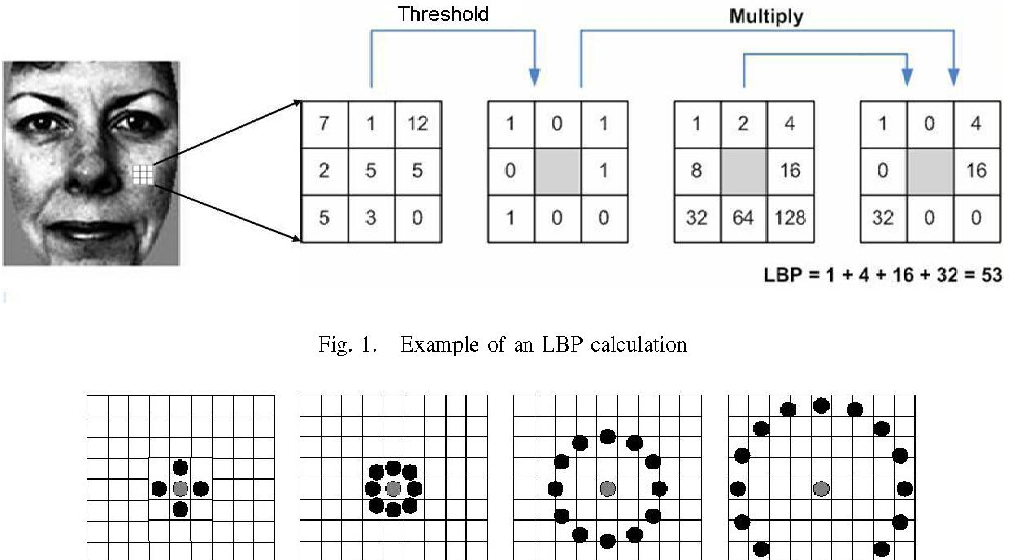 Threshold Multiply
7 1 12 1 0 1 1 2 4 1 0 4
2 5 5 0 1 8 16 0 16
5 3 0 1 0 0 32 64 128 32 0 0
LBP = 1 + 4 + 16 + 32 = 53
Fig. 1. Example of an LBP calculation